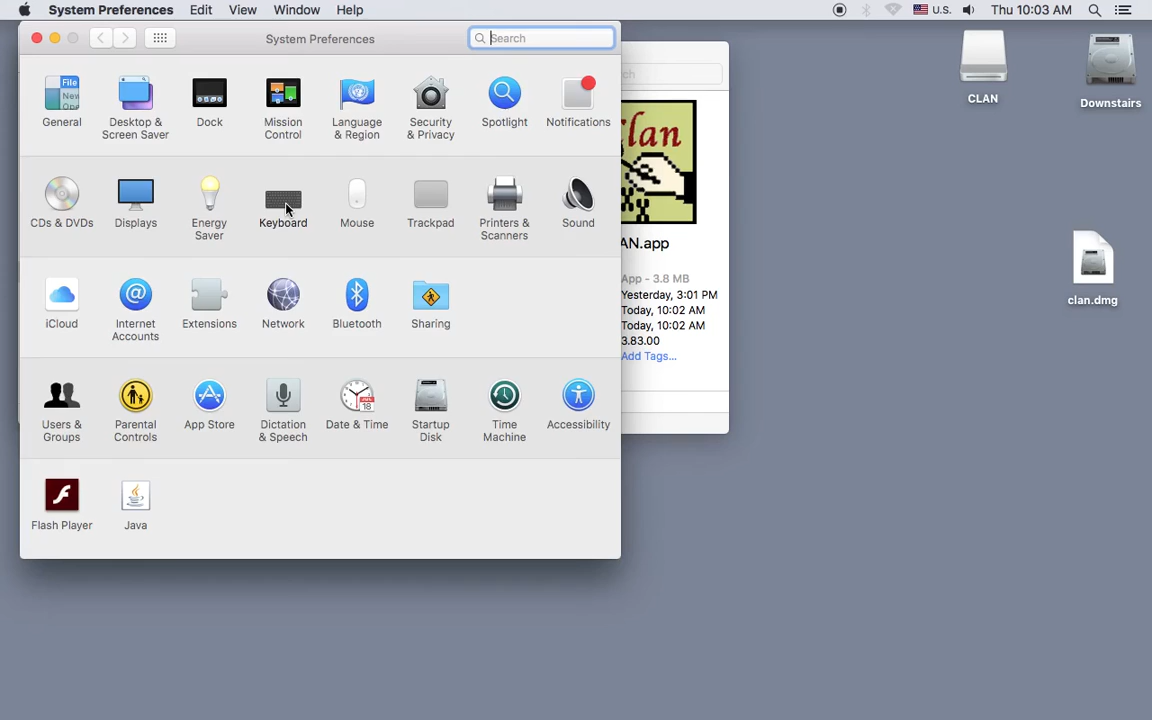 System Preferences Edit View Window Help U.S. Thu 10:03 AM
System Preferences
Search
General
Desktop &
Screen Saver
Dock
Mission
Control
Language
& Region
Security
& Privacy
Spotlight
Notifications
CDs & DVDs
Displays
Energy
Saver
Keyboard
Mouse
Trackpad
Printers &
Scanners
Sound
iCloud
Internet
Accounts
Extensions
Network
Bluetooth
Sharing
Users &
Groups
Parental
Controls
App Store
Dictation
& Speech
Date & Time
Startup
Disk
Time
Machine
Accessibility
Flash Player
Java
Clan
AN.app
App - 3.8 MB
Yesterday, 3:01 PM
Today, 10:02 AM
Today, 10:02 AM
3.83.00
Add Tags...
CLAN
Downstairs
clan.dmg